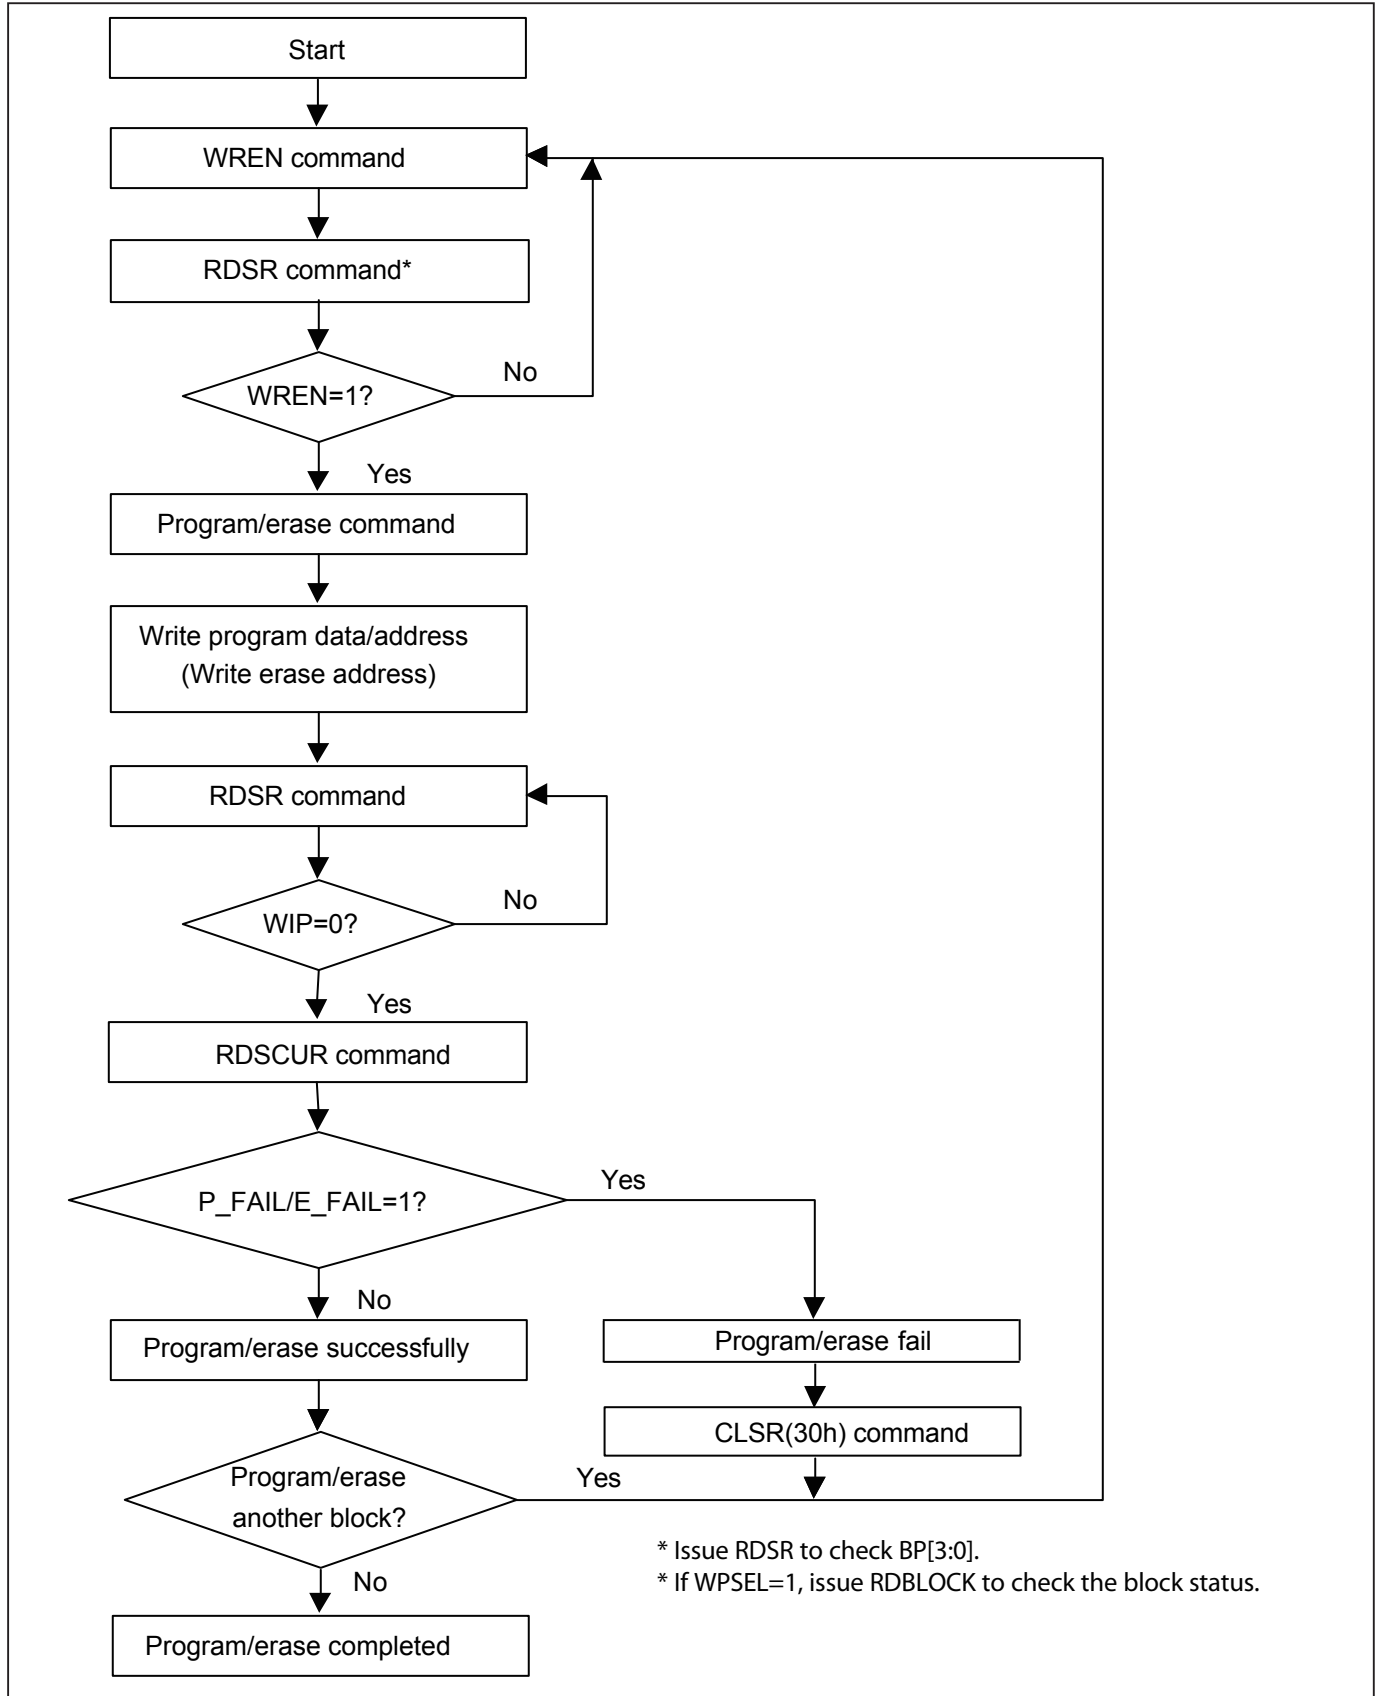 Start
WREN command
RDSR command*
WREN=1?
No
Yes
Program/erase command
Write program data/address
(Write erase address)
RDSR command
WIP=0?
No
Yes
RDSCUR command
P_FAIL/E_FAIL=1?
Yes
No
Program/erase successfully
Program/erase fail
CLSR(30h) command
Program/erase
another block?
Yes
* Issue RDSR to check BP[3:0].
* If WPSEL=1, issue RDBLOCK to check the block status.
No
Program/erase completed